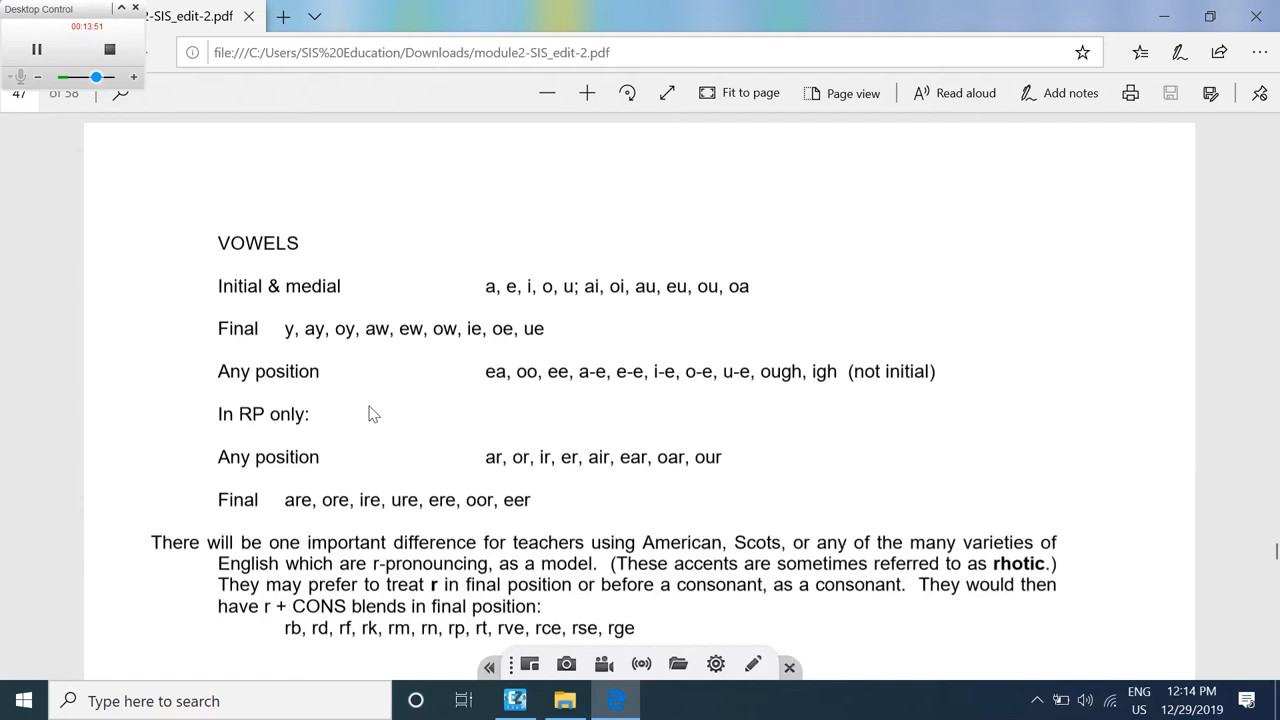 Desktop Control
00:13:51
2-SIS_edit-2.pdf
file:///C:/Users/SIS%20Education/Downloads/module2-SIS_edit-2.pdf
47 of 58
Fit to page
Page view
Read aloud
Add notes
VOWELS
Initial & medial a, e, i, o, u; ai, oi, au, eu, ou, oa
Final y, ay, oy, aw, ew, ow, ie, oe, ue
Any position ea, oo, ee, a-e, e-e, i-e, o-e, u-e, ough, igh (not initial)
In RP only:
Any position ar, or, ir, er, air, ear, oar, our
Final are, ore, ire, ure, ere, oor, eer
There will be one important difference for teachers using American, Scots, or any of the many varieties of
English which are r-pronouncing, as a model. (These accents are sometimes referred to as rhotic.)
They may prefer to treat r in final position or before a consonant, as a consonant. They would then
have r + CONS blends in final position:
rb, rd, rf, rk, rm, rn, rp, rt, rve, rce, rse, rge
Type here to search
ENG
US
12:14 PM
12/29/2019